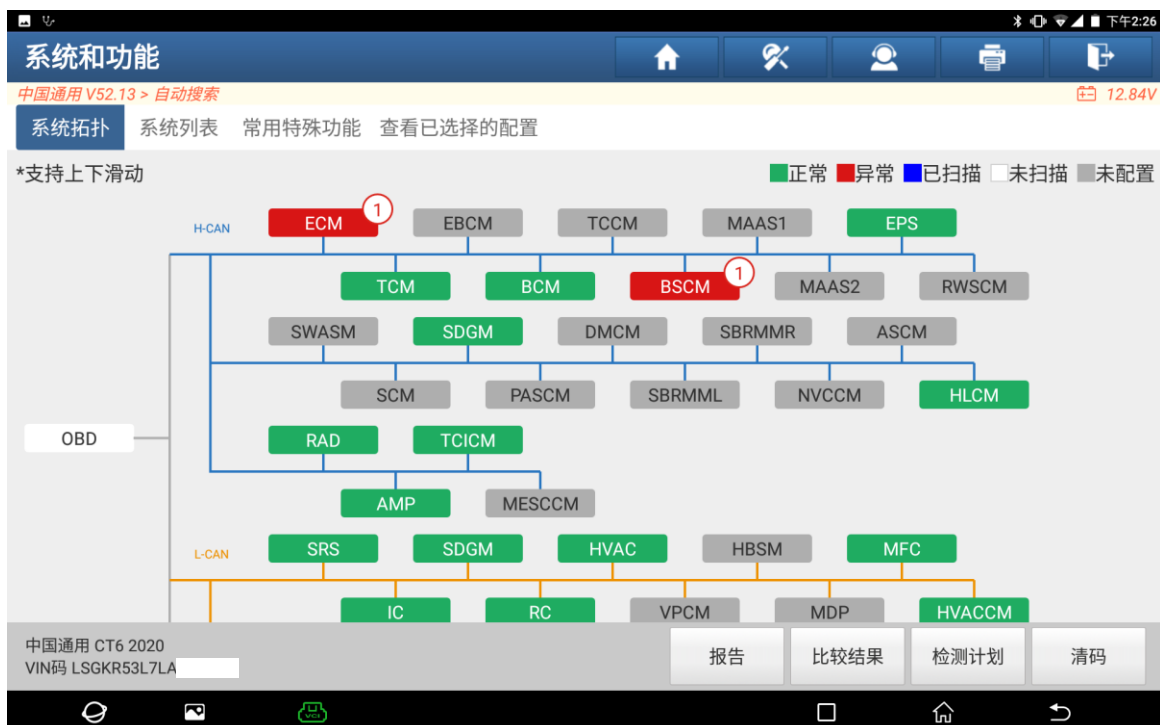 下午2:26
系统和功能
中国通用 V52.13 > 自动搜索
12.84V
系统拓扑 系统列表 常用特殊功能 查看已选择的配置
*支持上下滑动
正常 异常 已扫描 未扫描 未配置
H-CAN
ECM 1 EBCM TCCM MAAS1 EPS
TCM BCM BSCM 1 MAAS2 RWSCM
SWASM SDGM DMCM SBRMMR ASCM
SCM PASCM SBRMML NVCCM HLCM
OBD
RAD TCICM
AMP MESCCM
L-CAN
SRS SDGM HVAC HBSM MFC
IC RC VPCM MDP HVACCM
中国通用 CT6 2020
VIN码 LSGKR53L7LA
报告 比较结果 检测计划 清码
VCI